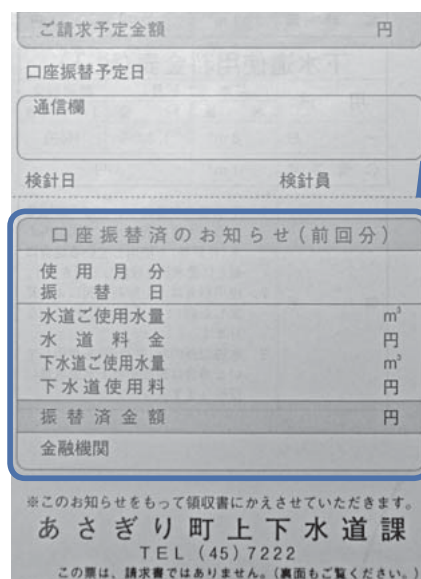 ご請求予定金額 円
口座振替予定日
通信欄
検針日 検針員
口座振替済のお知らせ(前回分)
使用月分
振替日
水道ご使用水量 m³
水道料金 円
下水道ご使用水量 m³
下水道使用料 円
振替済金額 円
金融機関
※このお知らせをもって領収書にかえさせていただきます。
あさぎり町上下水道課
TEL (45) 7222
この票は、請求書ではありません。(裏面もご覧ください。)